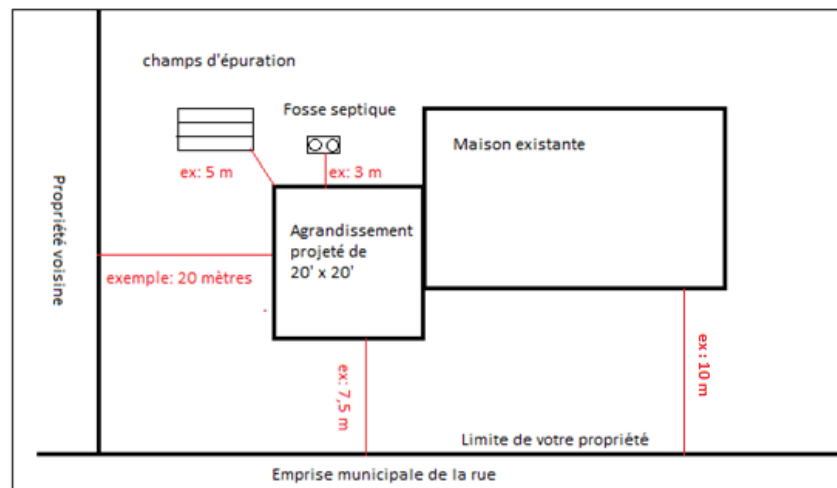 champs d'épuration
Fosse septique
Maison existante
ex: 5 m
ex: 3 m
Propriété voisine
Agrandissement
projeté de
20' x 20'
exemple: 20 mètres
ex: 7,5 m
ex : 10 m
Limite de votre propriété
Emprise municipale de la rue